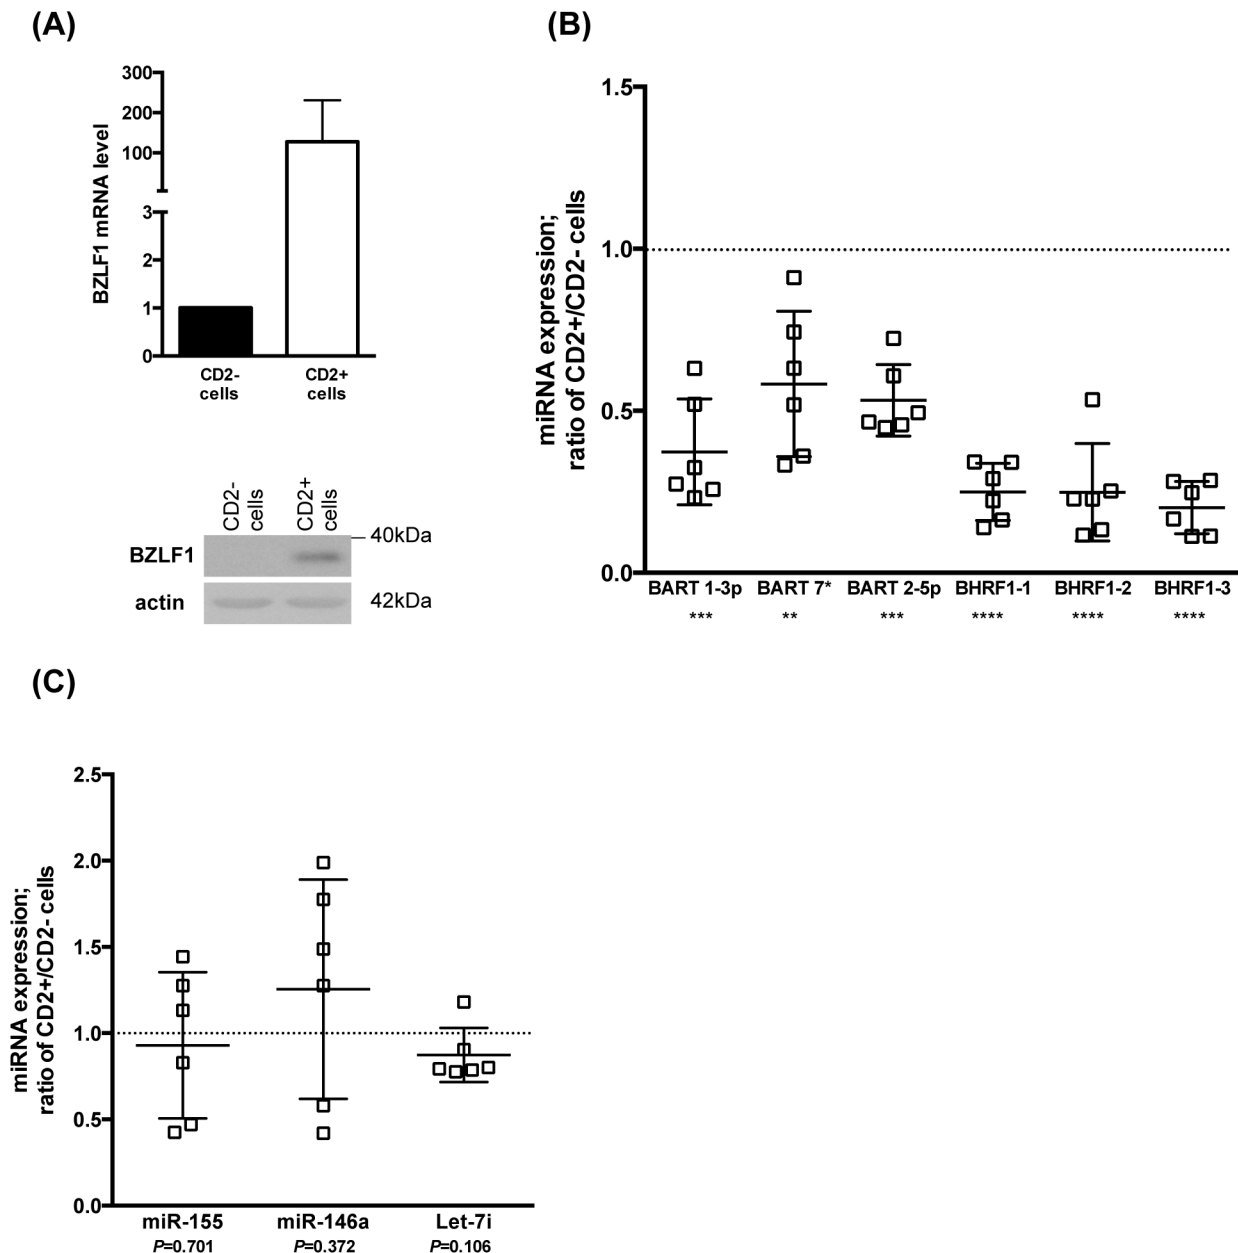 (A)
BZLF1 mRNA level
300
200
100
3
2
1
0
CD2-
cells
CD2+
cells
CD2-
cells
CD2+
cells
BZLF1
40kDa
actin
42kDa
(B)
miRNA expression;
ratio of CD2+/CD2- cells
1.5
1.0
0.5
0.0
BART 1-3p BART 7* BART 2-5p BHRF1-1 BHRF1-2 BHRF1-3
*** ** *** **** **** ****
(C)
miRNA expression;
ratio of CD2+/CD2- cells
2.5
2.0
1.5
1.0
0.5
0.0
miR-155 miR-146a Let-7i
P=0.701 P=0.372 P=0.106